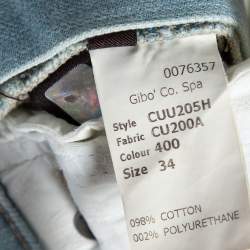 0076357
Gibo' Co. Spa
Style CUU205H
Fabric CU200A
Colour 400
Size 34
098% COTTON
002% POLYURETHANE